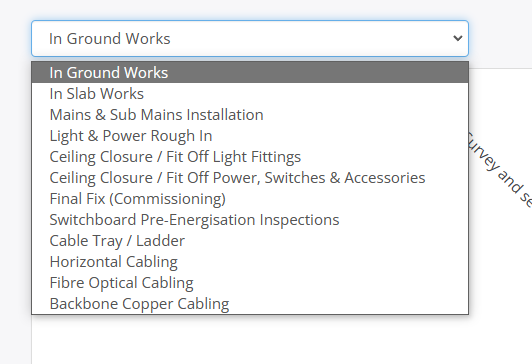 In Ground Works
In Ground Works
In Slab Works
Mains & Sub Mains Installation
Light & Power Rough In
Ceiling Closure / Fit Off Light Fittings
Ceiling Closure / Fit Off Power, Switches & Accessories
Final Fix (Commissioning)
Switchboard Pre-Energisation Inspections
Cable Tray / Ladder
Horizontal Cabling
Fibre Optical Cabling
Backbone Copper Cabling
Survey and se